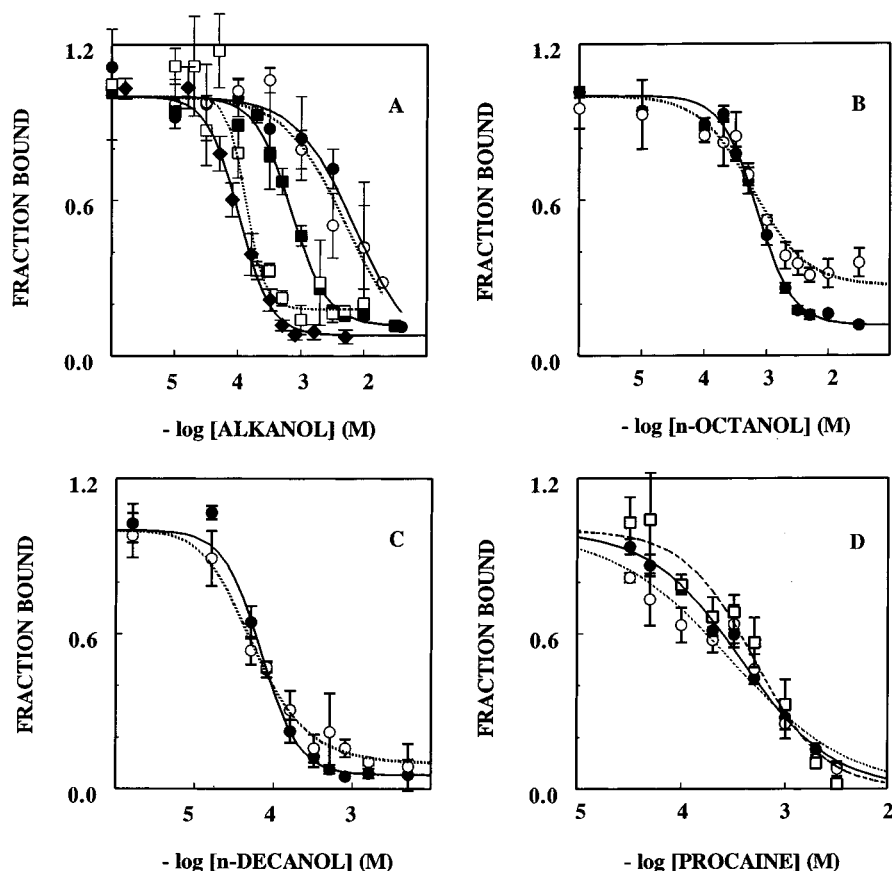 1.2
0.6
0.0
FRACTION BOUND
A
5 4 3 2
- log [ALKANOL] (M)
1.2
0.6
0.0
FRACTION BOUND
B
5 4 3 2
- log [n-OCTANOL] (M)
1.2
0.6
0.0
FRACTION BOUND
C
5 4 3
- log [n-DECANOL] (M)
1.2
0.6
0.0
FRACTION BOUND
D
5 4 3 2
- log [PROCAINE] (M)